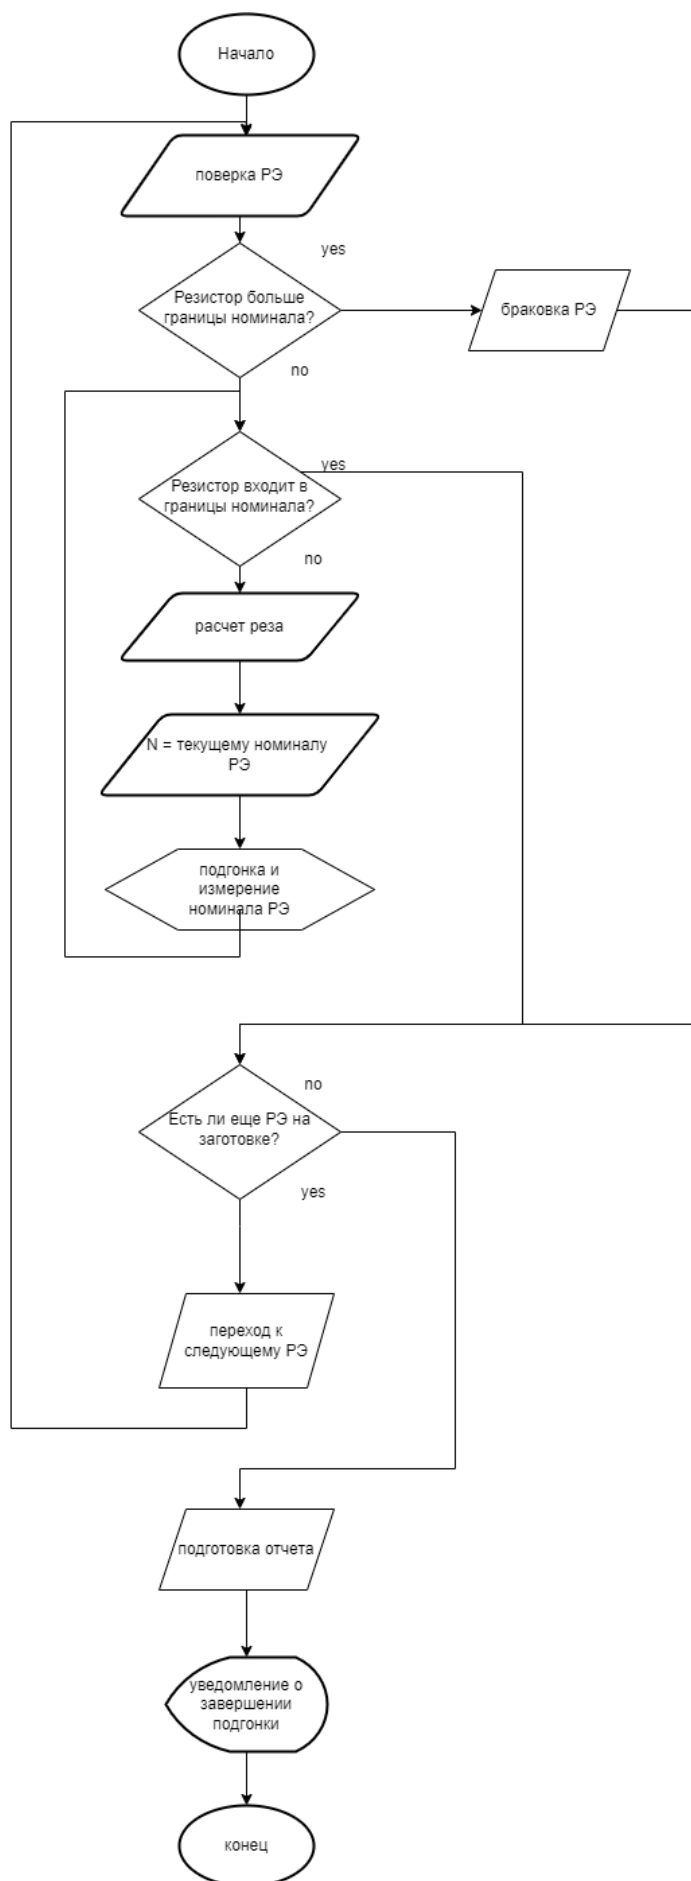 Начало
поверка РЭ
yes
Резистор больше
границы номинала?
браковка РЭ
no
yes
Резистор входит в
границы номинала?
no
расчет реза
N = текущему номиналу
РЭ
подгонка и
измерение
номинала РЭ
no
Есть ли еще РЭ на
заготовке?
yes
переход к
следующему РЭ
подготовка отчета
уведомление о
завершении
подгонки
конец